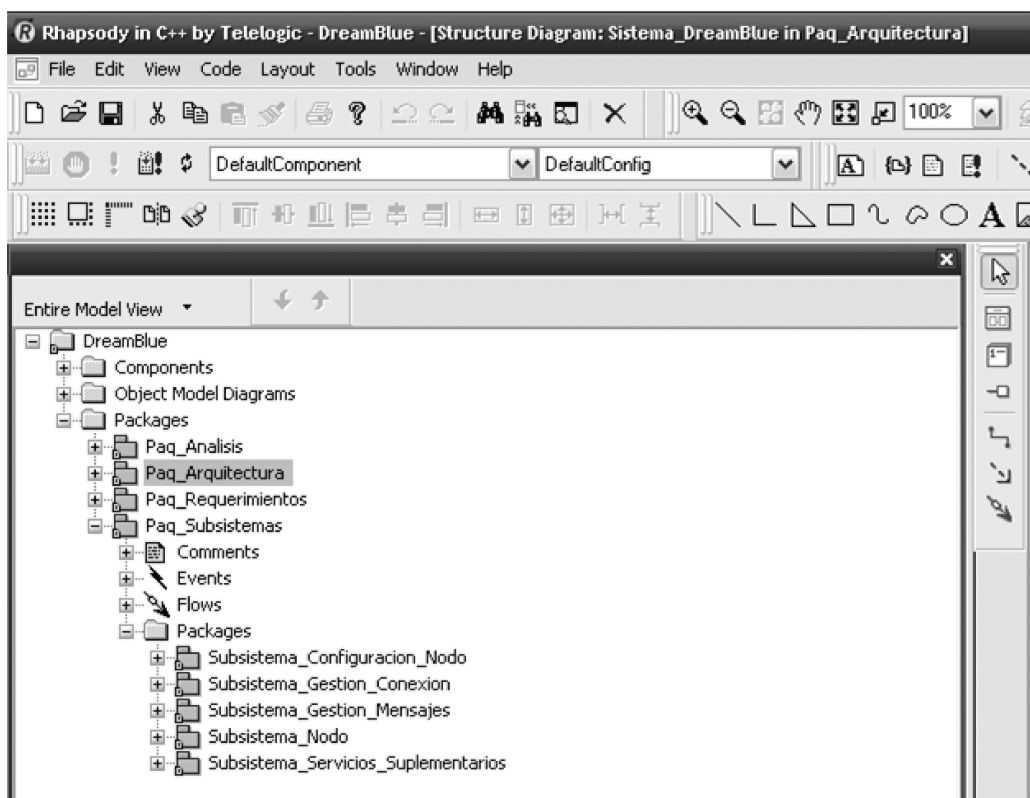 Rhapsody in C++ by Telelogic - DreamBlue - [Structure Diagram: Sistema_DreamBlue in Paq_Arquitectura]
File Edit View Code Layout Tools Window Help
100%
DefaultComponent DefaultConfig
Entire Model View
DreamBlue
Components
Object Model Diagrams
Packages
Paq_Analisis
Paq_Arquitectura
Paq_Requerimientos
Paq_Subsistemas
Comments
Events
Flows
Packages
Subsistema_Configuracion_Nodo
Subsistema_Gestion_Conexion
Subsistema_Gestion_Mensajes
Subsistema_Nodo
Subsistema_Servicios_Suplementarios